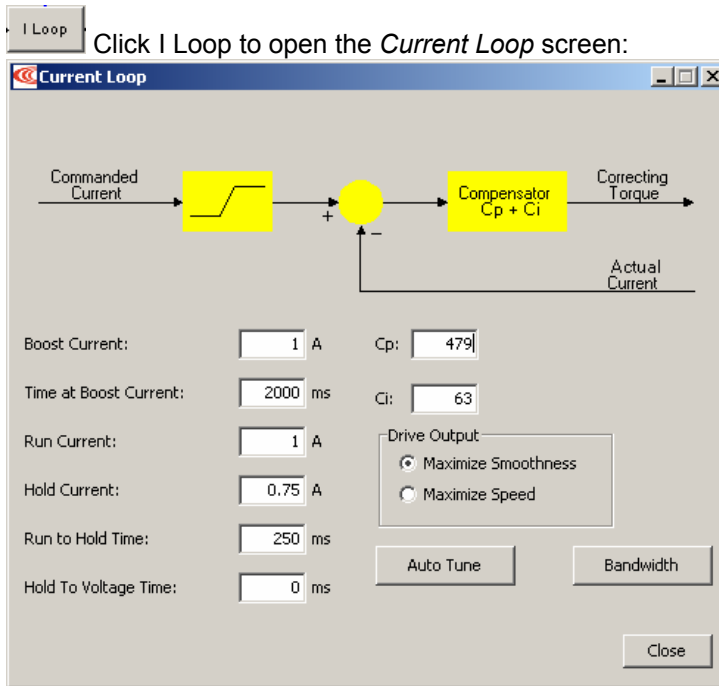 I Loop
Click I Loop to open the Current Loop screen:
Current Loop
Commanded
Current
+
−
Compensator
Cp + Ci
Correcting
Torque
Actual
Current
Boost Current: 1 A
Cp: 479
Time at Boost Current: 2000 ms
Ci: 63
Run Current: 1 A
Drive Output
Maximize Smoothness
Hold Current: 0.75 A
Maximize Speed
Run to Hold Time: 250 ms
Auto Tune
Bandwidth
Hold To Voltage Time: 0 ms
Close